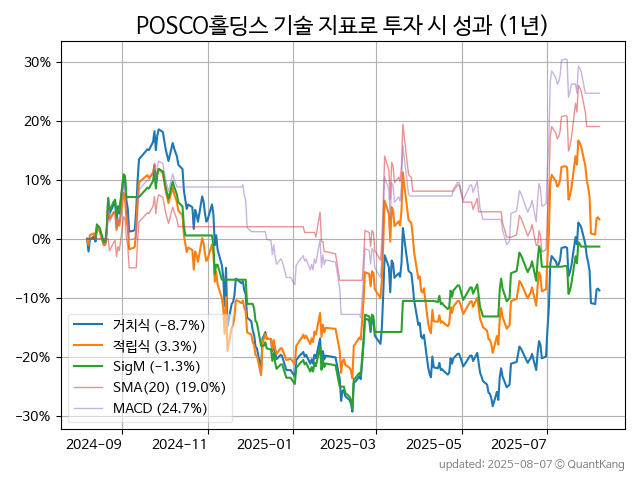 POSCO홀딩스 기술 지표로 투자 시 성과 (1년)
30%
20%
10%
0%
−10%
−20%
−30%
거치식 (−8.7%)
적립식 (3.3%)
SigM (−1.3%)
SMA(20) (19.0%)
MACD (24.7%)
2024-09
2024-11
2025-01
2025-03
2025-05
2025-07
updated: 2025-08-07 © QuantKang